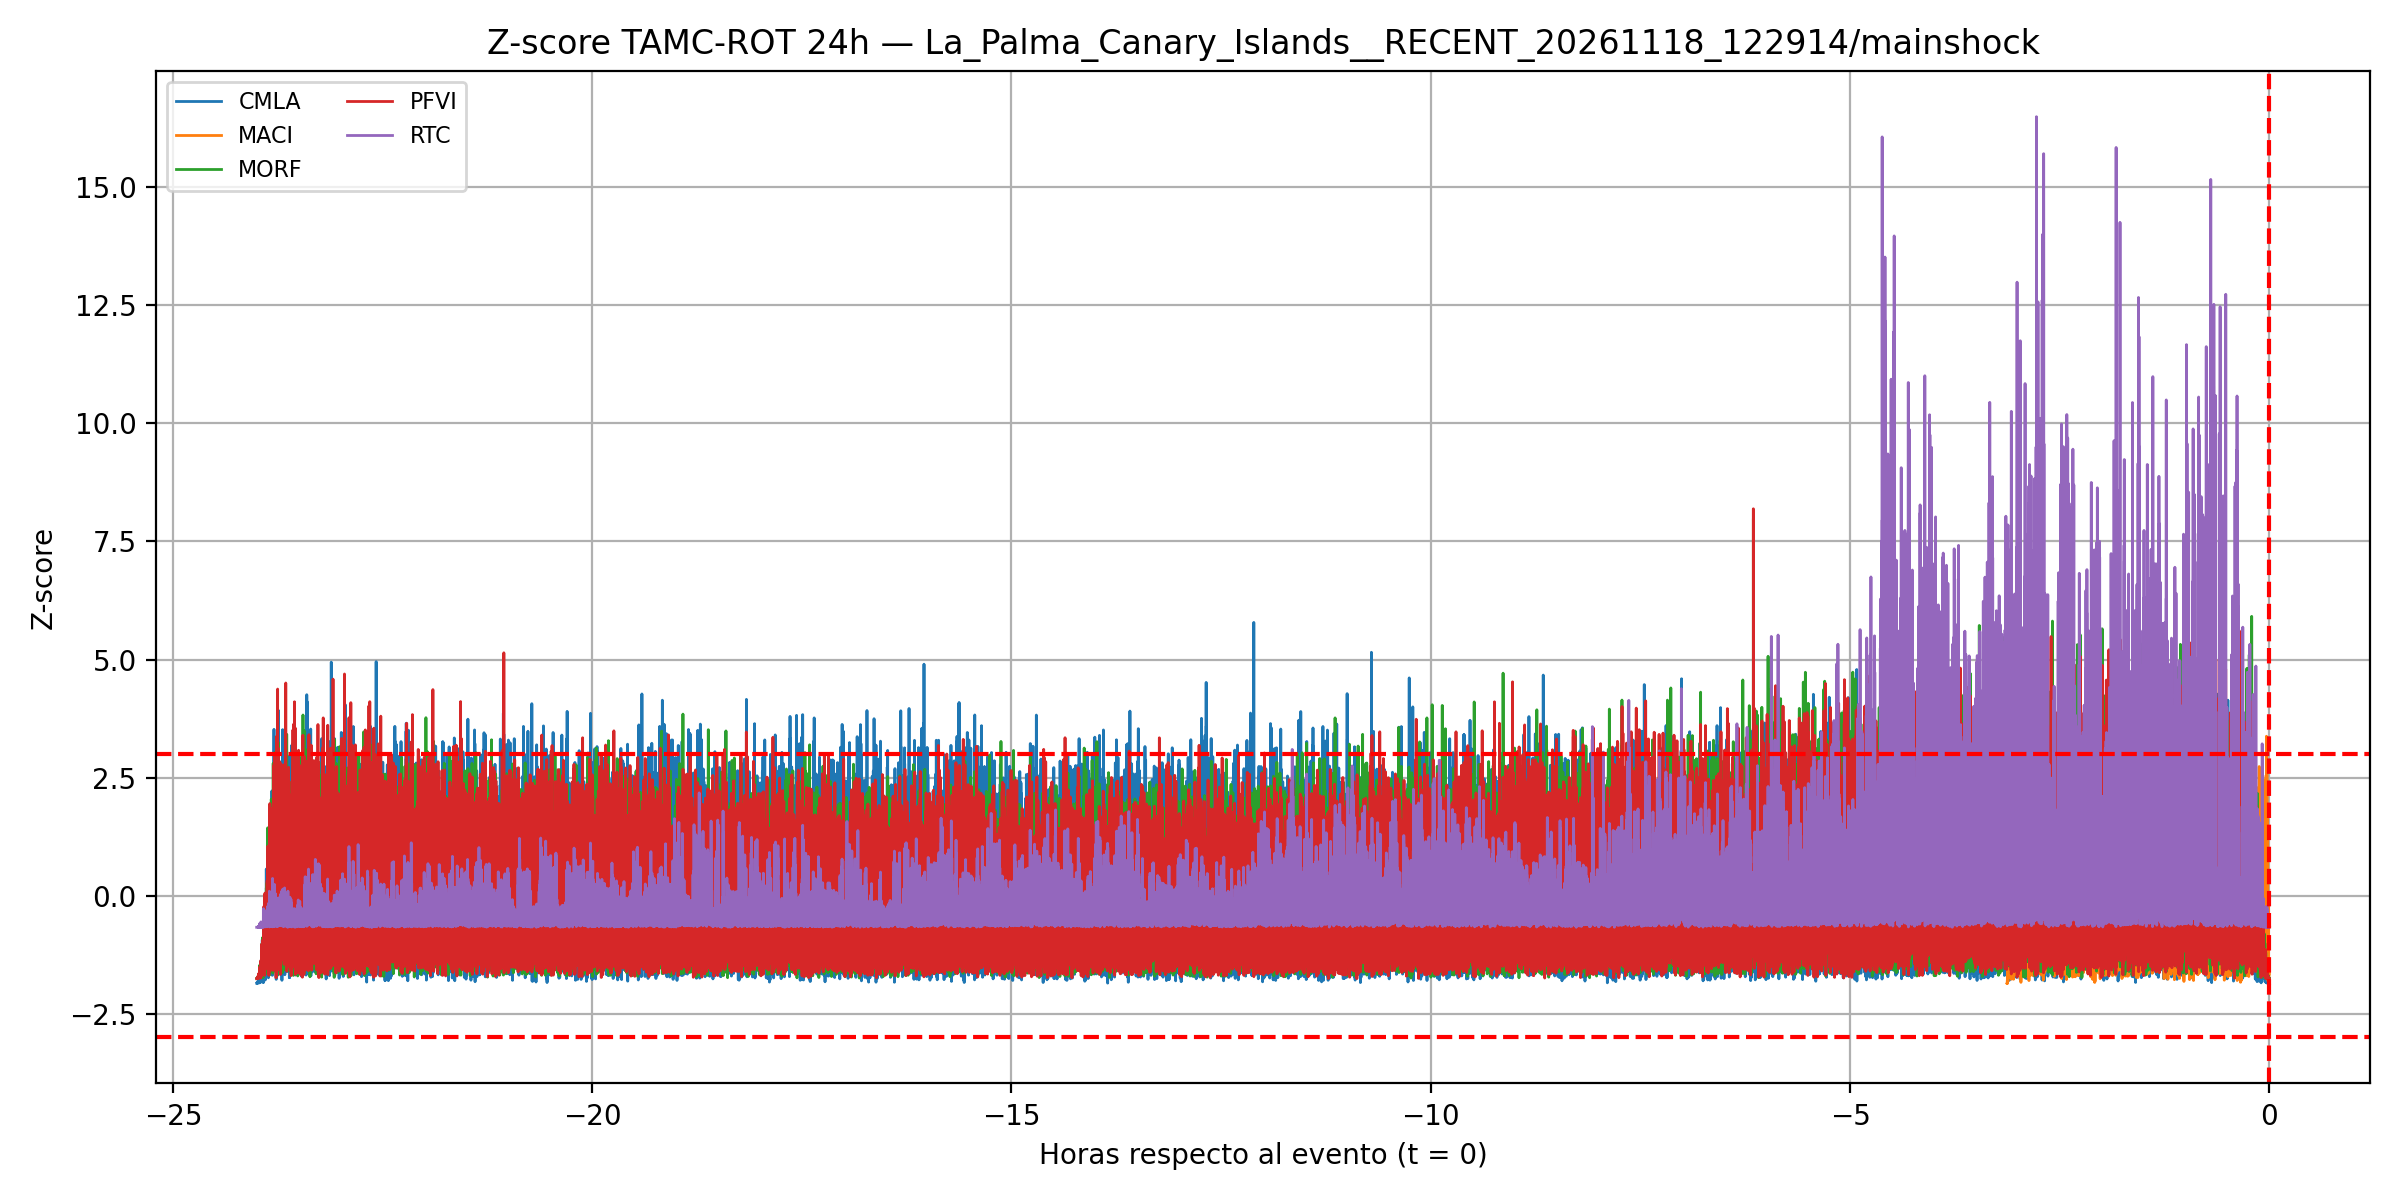 Z-score TAMC-ROT 24h — La_Palma_Canary_Islands__RECENT_20261118_122914/mainshock
CMLA
MACI
MORF
PFVI
RTC
15.0
12.5
10.0
7.5
5.0
2.5
0.0
−2.5
Z-score
−25
−20
−15
−10
−5
0
Horas respecto al evento (t = 0)